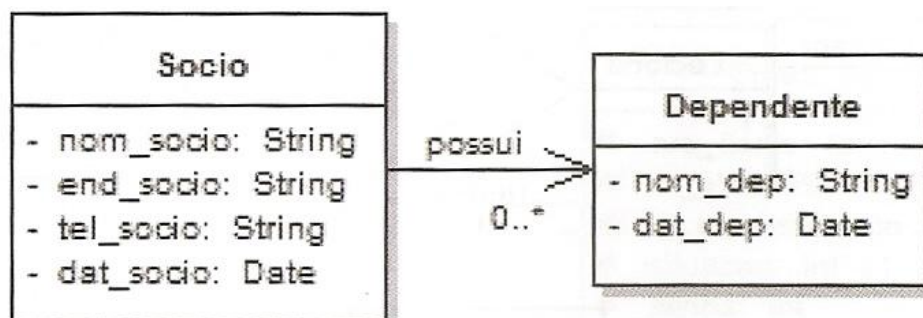 Socio
- nom_socio: String
- end_socio: String
- tel_socio: String
- dat_socio: Date
possui
0..*
Dependente
- nom_dep: String
- dat_dep: Date